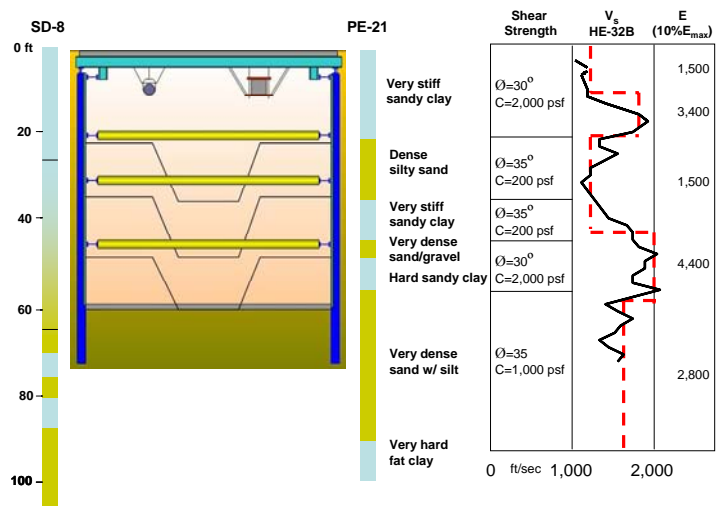 SD-8
PE-21
0 ft
20
40
60
80
100
Very stiff
sandy clay
Dense
silty sand
Very stiff
sandy clay
Very dense
sand/gravel
Hard sandy clay
Very dense
sand w/ silt
Very hard
fat clay
Shear
Strength
Ø=30°
C=2,000 psf
Ø=35°
C=200 psf
Ø=35°
C=200 psf
Ø=30°
C=2,000 psf
Ø=35
C=1,000 psf
Vs
HE-32B
E
(10%Emax)
1,500
3,400
1,500
4,400
2,800
0 ft/sec 1,000 2,000